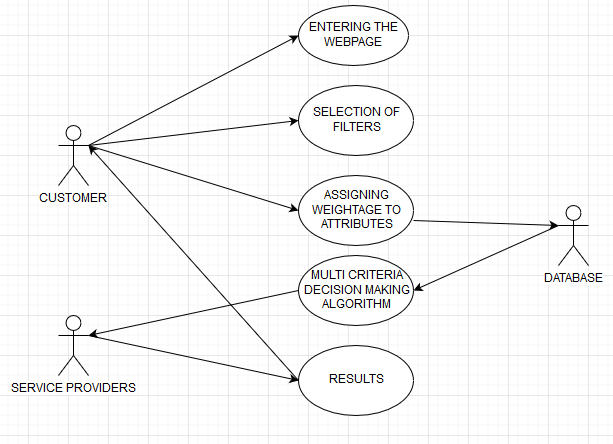 ENTERING THE
WEBPAGE
SELECTION OF
FILTERS
CUSTOMER
ASSIGNING
WEIGHTAGE TO
ATTRIBUTES
DATABASE
MULTI CRITERIA
DECISION MAKING
ALGORITHM
SERVICE PROVIDERS
RESULTS